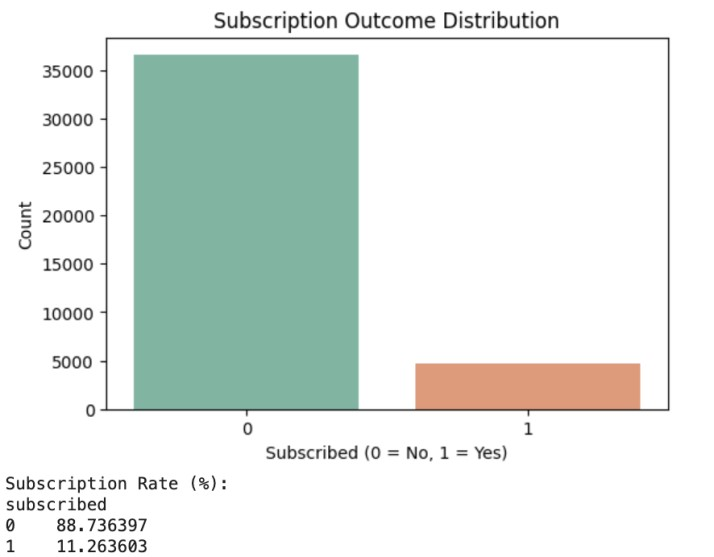 Subscription Outcome Distribution
35000
30000
25000
20000
15000
10000
5000
0
Count
0 1
Subscribed (0 = No, 1 = Yes)
Subscription Rate (%):
subscribed
0 88.736397
1 11.263603